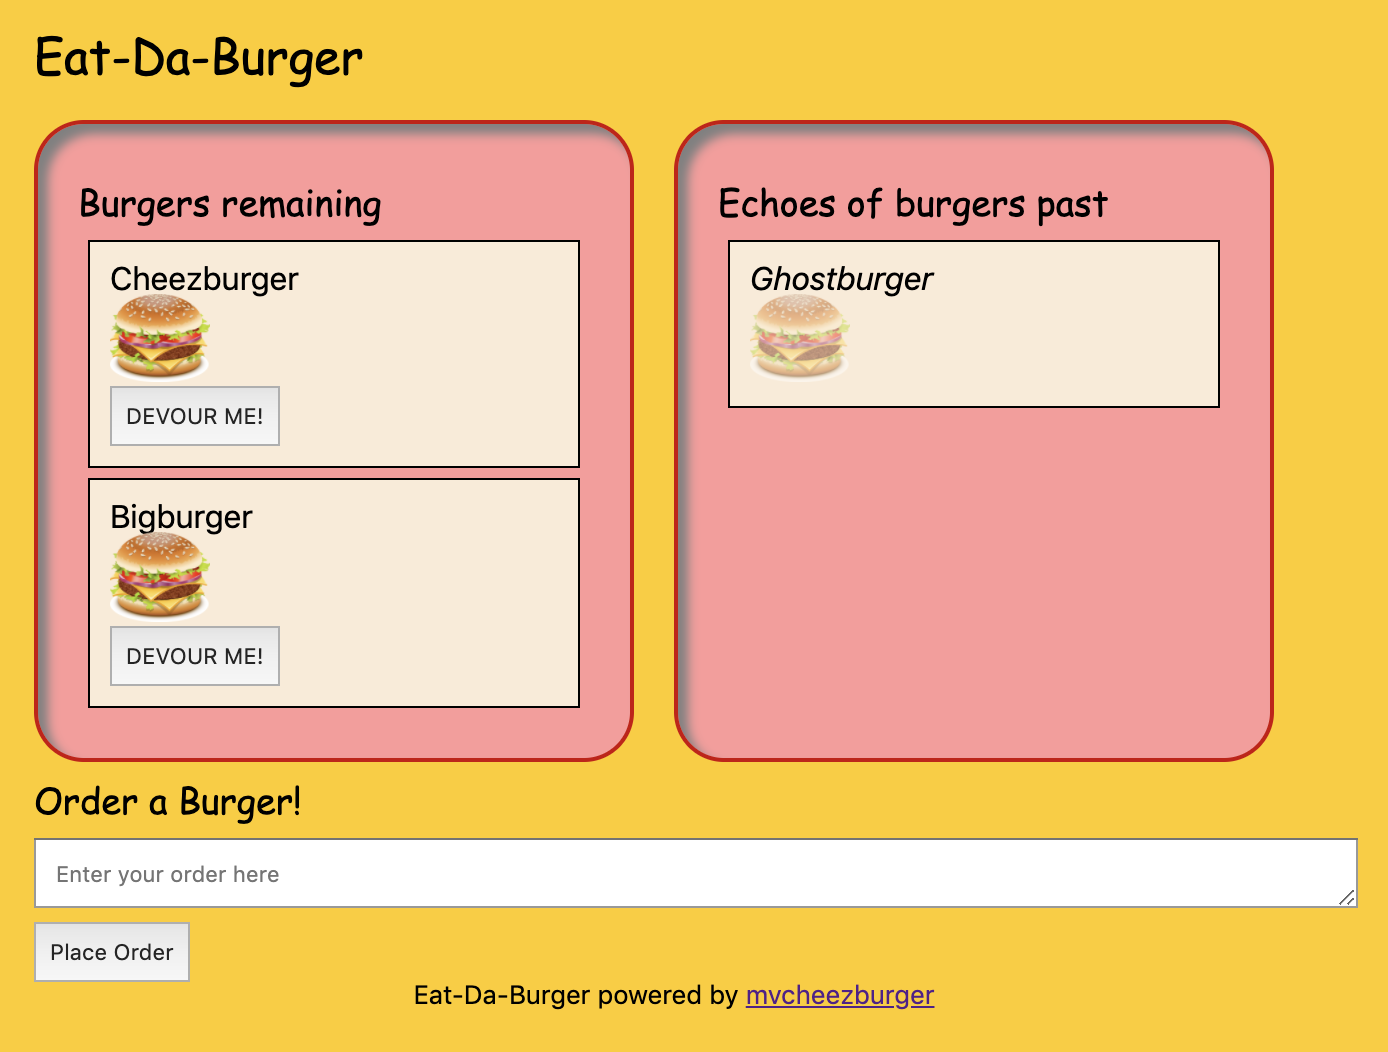 Eat-Da-Burger
Burgers remaining
Cheezburger
DEVOUR ME!
Bigburger
DEVOUR ME!
Echoes of burgers past
Ghostburger
Order a Burger!
Enter your order here
Place Order
Eat-Da-Burger powered by mvcheezburger